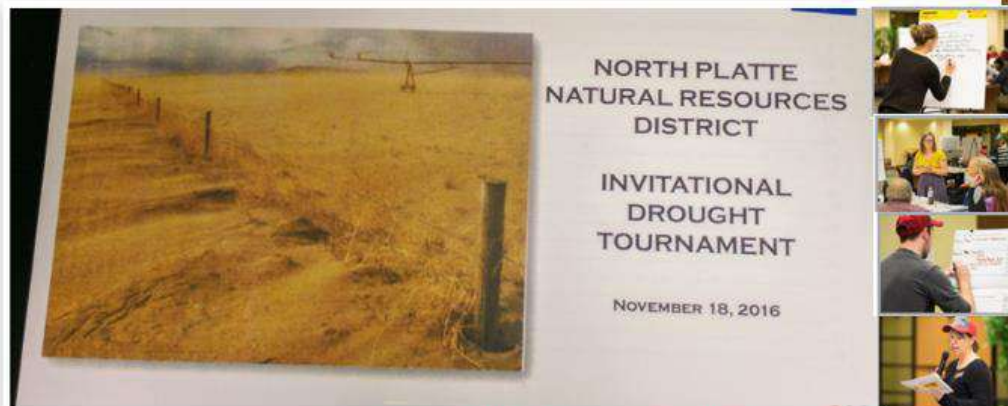 NORTH PLATTE
NATURAL RESOURCES
DISTRICT
INVITATIONAL
DROUGHT
TOURNAMENT
NOVEMBER 18, 2016